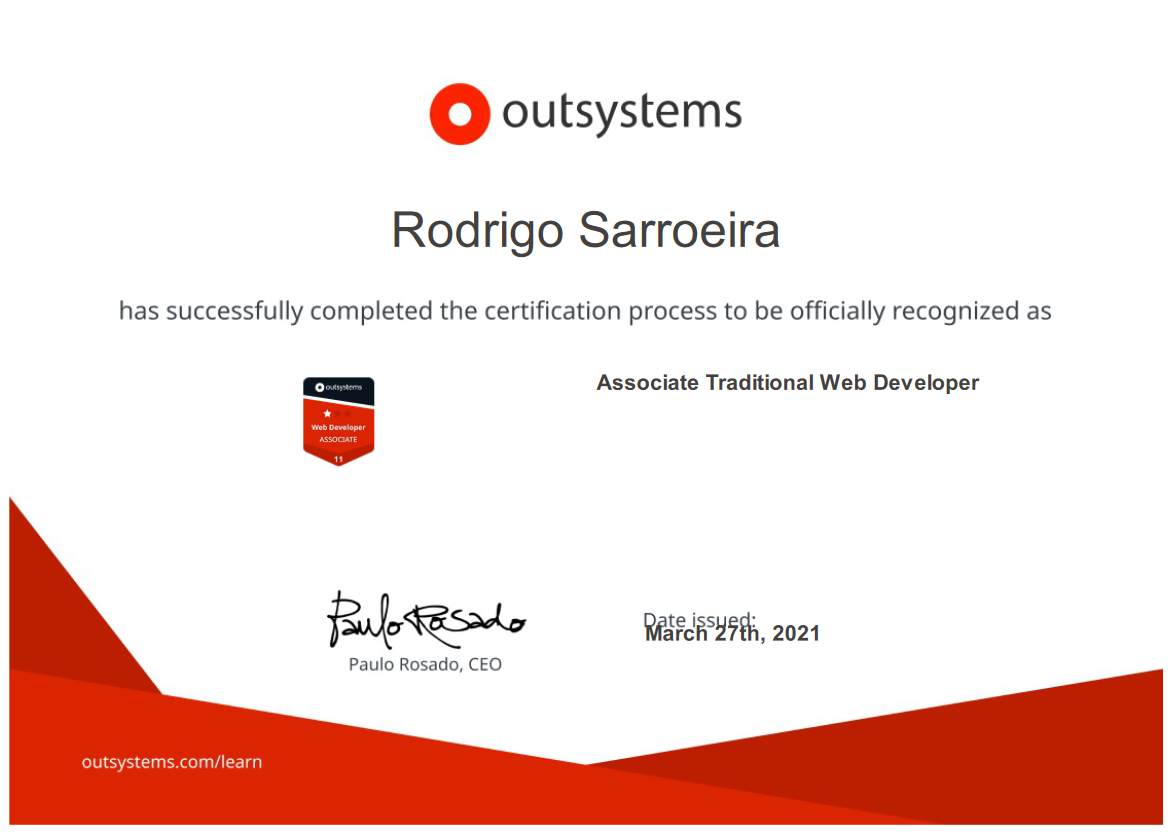 outsystems
Rodrigo Sarroeira
has successfully completed the certification process to be officially recognized as
Associate Traditional Web Developer
outsystems
Web Developer
ASSOCIATE
11
Paulo Rosado
Paulo Rosado, CEO
Date issued:
March 27th, 2021
outsystems.com/learn